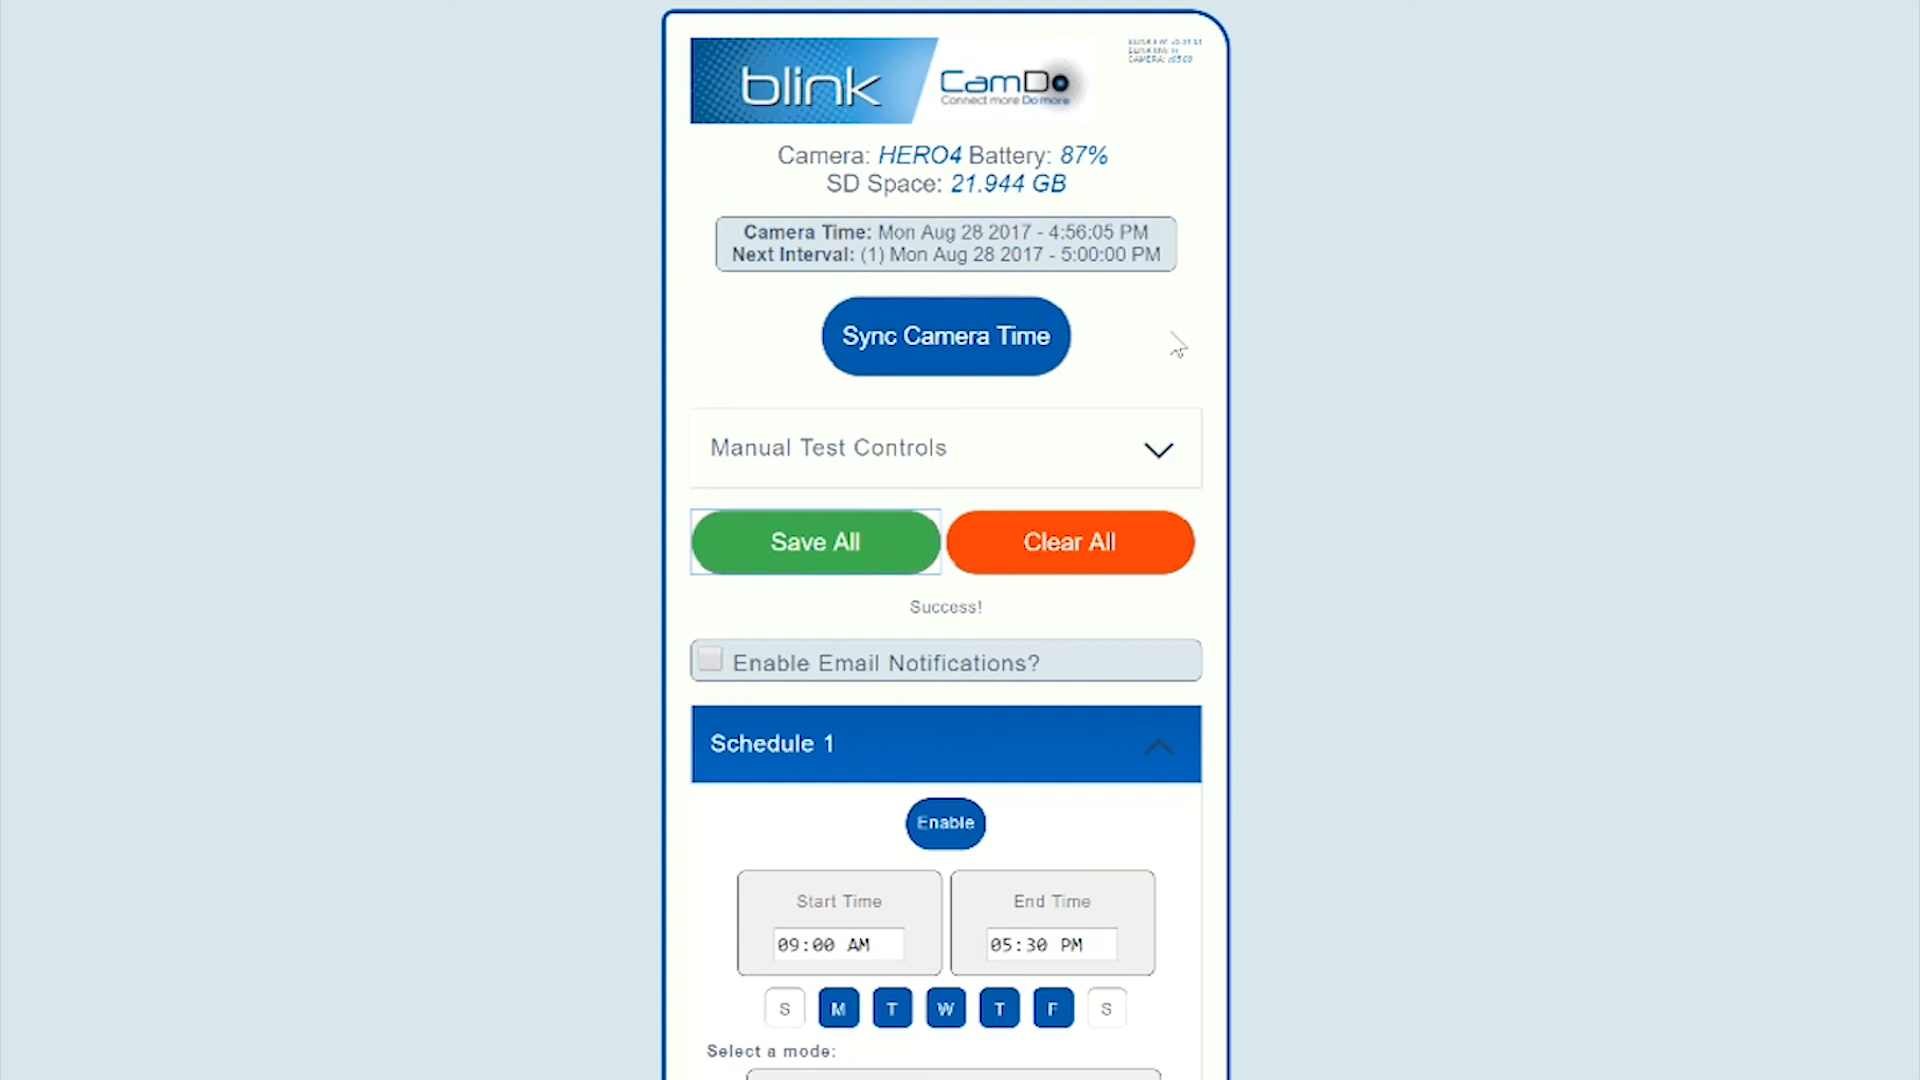 blink
CamDo
Connect more Do more
Camera: HERO4 Battery: 87%
SD Space: 21.944 GB
Camera Time: Mon Aug 28 2017 - 4:56:05 PM
Next Interval: (1) Mon Aug 28 2017 - 5:00:00 PM
Sync Camera Time
Manual Test Controls
Save All Clear All
Success!
Enable Email Notifications?
Schedule 1
Enable
Start Time End Time
09:00 AM 05:30 PM
S M T W T F S
Select a mode: